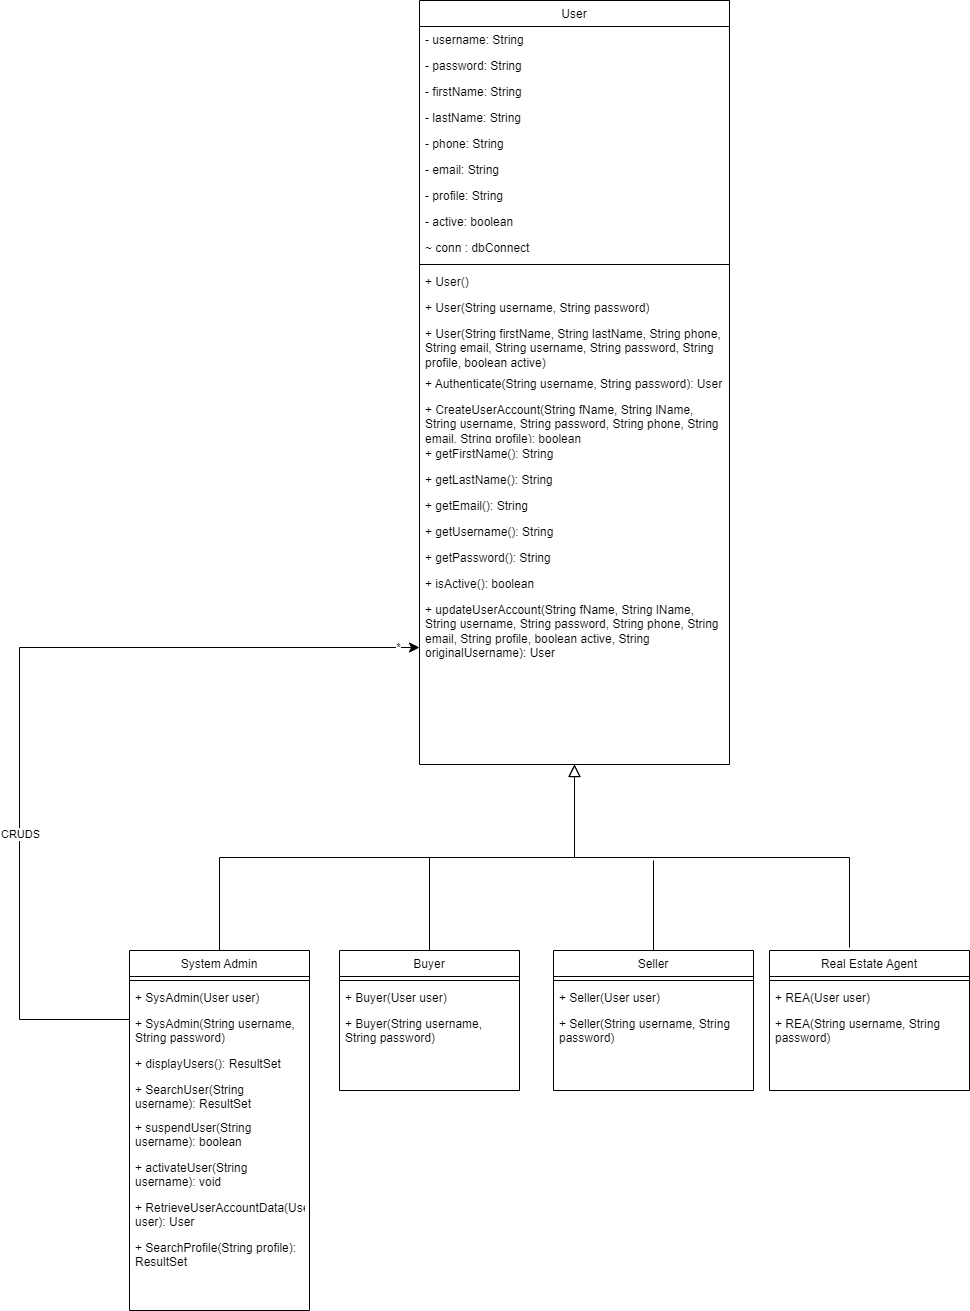 User
- username: String
- password: String
- firstName: String
- lastName: String
- phone: String
- email: String
- profile: String
- active: boolean
~ conn : dbConnect
+ User()
+ User(String username, String password)
+ User(String firstName, String lastName, String phone,
String email, String username, String password, String
profile, boolean active)
+ Authenticate(String username, String password): User
+ CreateUserAccount(String fName, String lName,
String username, String password, String phone, String
email, String profile): boolean
+ getFirstName(): String
+ getLastName(): String
+ getEmail(): String
+ getUsername(): String
+ getPassword(): String
+ isActive(): boolean
+ updateUserAccount(String fName, String lName,
String username, String password, String phone, String
email, String profile, boolean active, String
originalUsername): User
*
CRUDS
System Admin
+ SysAdmin(User user)
+ SysAdmin(String username,
String password)
+ displayUsers(): ResultSet
+ SearchUser(String
username): ResultSet
+ suspendUser(String
username): boolean
+ activateUser(String
username): void
+ RetrieveUserAccountData(Use
user): User
+ SearchProfile(String profile):
ResultSet
Buyer
+ Buyer(User user)
+ Buyer(String username,
String password)
Seller
+ Seller(User user)
+ Seller(String username, String
password)
Real Estate Agent
+ REA(User user)
+ REA(String username, String
password)